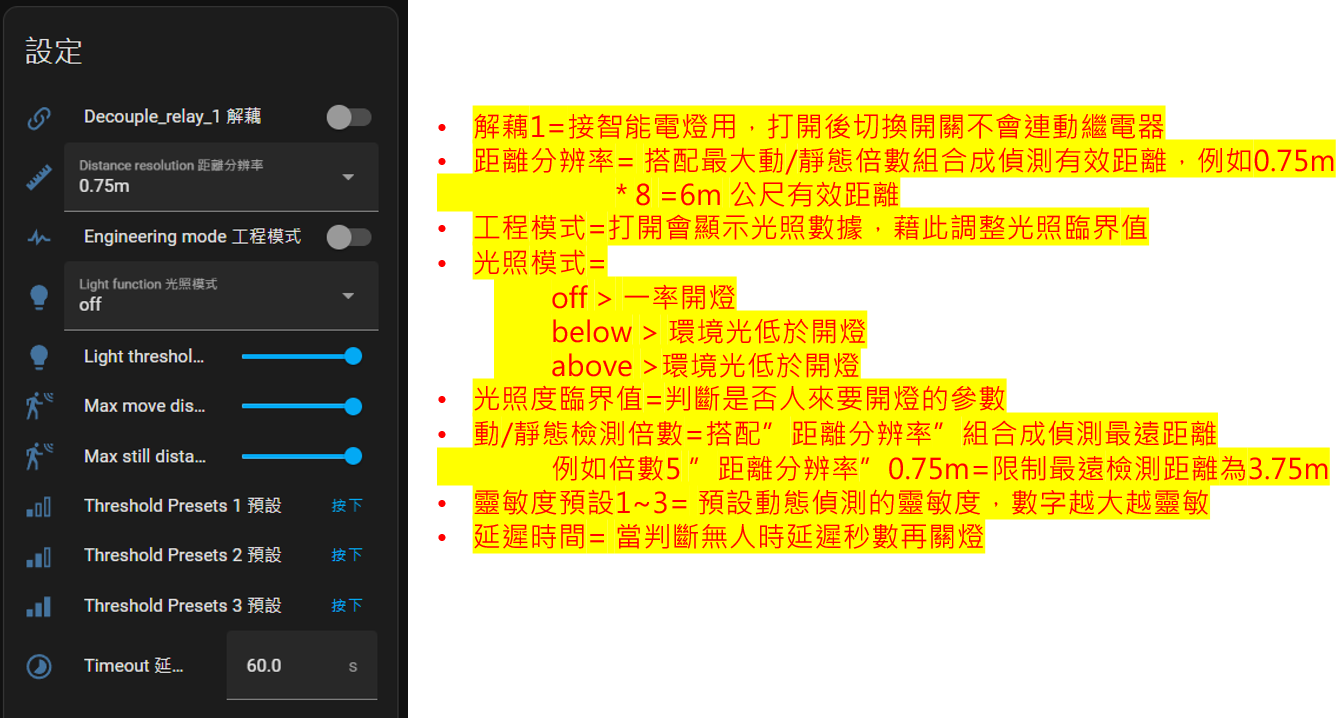 設定
Decouple_relay_1 解藕
Distance resolution 距離分辨率
0.75m
Engineering mode 工程模式
Light function 光照模式
off
Light threshol...
Max move dis...
Max still dista...
Threshold Presets 1 預設 按下
Threshold Presets 2 預設 按下
Threshold Presets 3 預設 按下
Timeout 延... 60.0 s
• 解藕1=接智能電燈用，打開後切換開關不會連動繼電器
• 距離分辨率= 搭配最大動/靜態倍數組合成偵測有效距離，例如0.75m
* 8 =6m 公尺有效距離
• 工程模式=打開會顯示光照數據，藉此調整光照臨界值
• 光照模式=
off > 一率開燈
below > 環境光低於開燈
above >環境光低於開燈
• 光照度臨界值=判斷是否人來要開燈的參數
• 動/靜態檢測倍數=搭配”距離分辨率”組合成偵測最遠距離
例如倍數5 ”距離分辨率”0.75m=限制最遠檢測距離為3.75m
• 靈敏度預設1~3= 預設動態偵測的靈敏度，數字越大越靈敏
• 延遲時間= 當判斷無人時延遲秒數再關燈